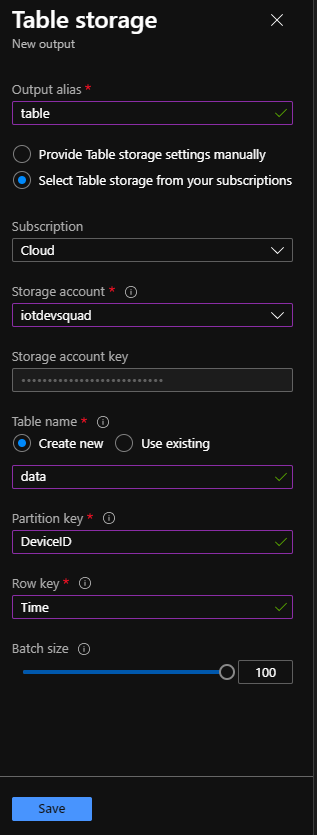 Table storage
New output
Output alias *
table
Provide Table storage settings manually
Select Table storage from your subscriptions
Subscription
Cloud
Storage account *
iotdevsquad
Storage account key
••••••••••••••••••••••••••••
Table name *
Create new Use existing
data
Partition key *
DeviceID
Row key *
Time
Batch size
100
Save